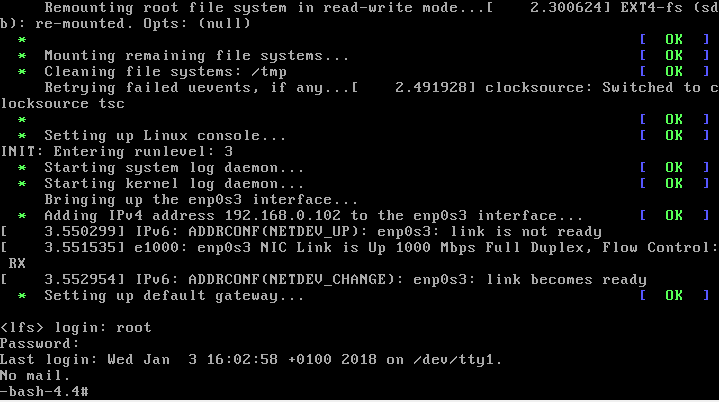 Remounting root file system in read-write mode...[    2.300624] EXT4-fs (sd
b): re-mounted. Opts: (null)
*                                                                        [  OK  ]
*  Mounting remaining file systems...                                    [  OK  ]
*  Cleaning file systems: /tmp                                           [  OK  ]
Retrying failed uevents, if any...[    2.491928] clocksource: Switched to c
locksource tsc
*                                                                        [  OK  ]
*  Setting up Linux console...                                           [  OK  ]
INIT: Entering runlevel: 3
*  Starting system log daemon...                                         [  OK  ]
*  Starting kernel log daemon...                                         [  OK  ]
Bringing up the enp0s3 interface...
*  Adding IPv4 address 192.168.0.102 to the enp0s3 interface...          [  OK  ]
[    3.550299] IPv6: ADDRCONF(NETDEV_UP): enp0s3: link is not ready
[    3.551535] e1000: enp0s3 NIC Link is Up 1000 Mbps Full Duplex, Flow Control:
RX
[    3.552954] IPv6: ADDRCONF(NETDEV_CHANGE): enp0s3: link becomes ready
*  Setting up default gateway...                                         [  OK  ]
<lfs> login: root
Password:
Last login: Wed Jan  3 16:02:58 +0100 2018 on /dev/tty1.
No mail.
-bash-4.4#